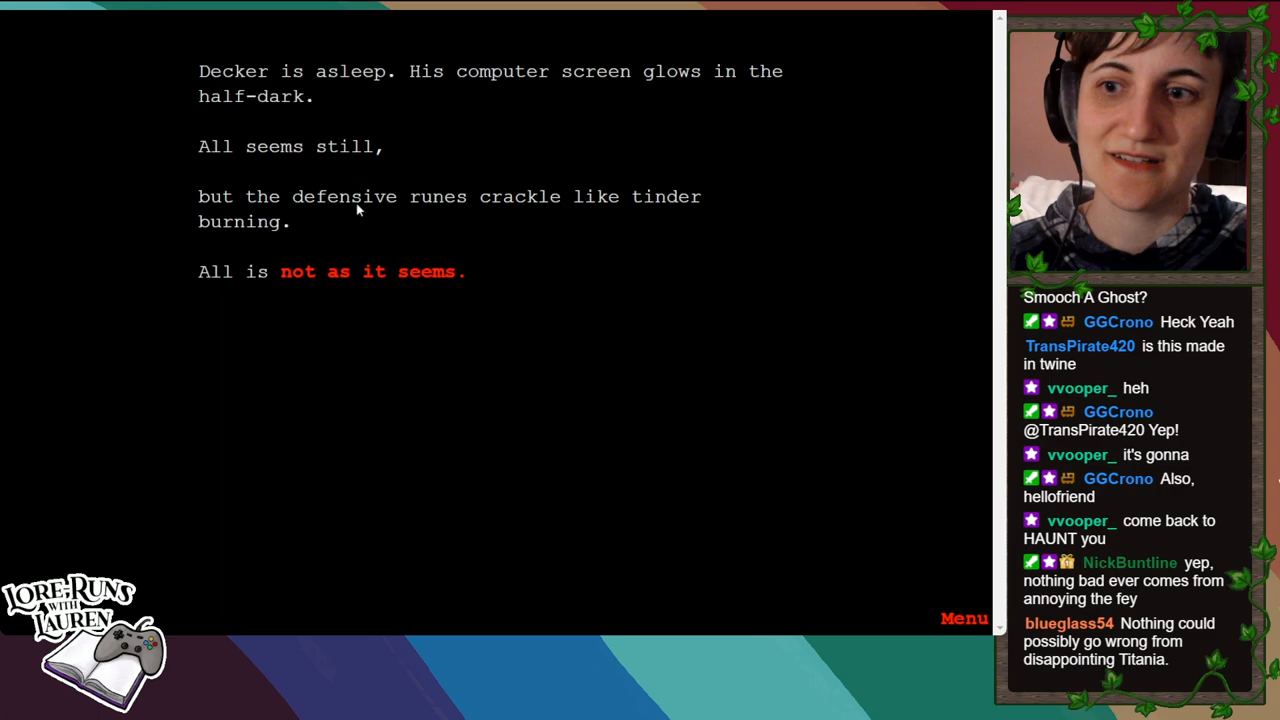 Decker is asleep. His computer screen glows in the
half-dark.
All seems still,
but the defensive runes crackle like tinder
burning.
All is not as it seems.
Menu
LORE-RUNS
WITH
LAUREN
Smooch A Ghost?
GGCrono Heck Yeah
TransPirate420 is this made
in twine
vvooper_ heh
GGCrono
@TransPirate420 Yep!
vvooper_ it's gonna
GGCrono Also,
hellofriend
vvooper_ come back to
HAUNT you
NickBuntline yep,
nothing bad ever comes from
annoying the fey
blueglass54 Nothing could
possibly go wrong from
disappointing Titania.